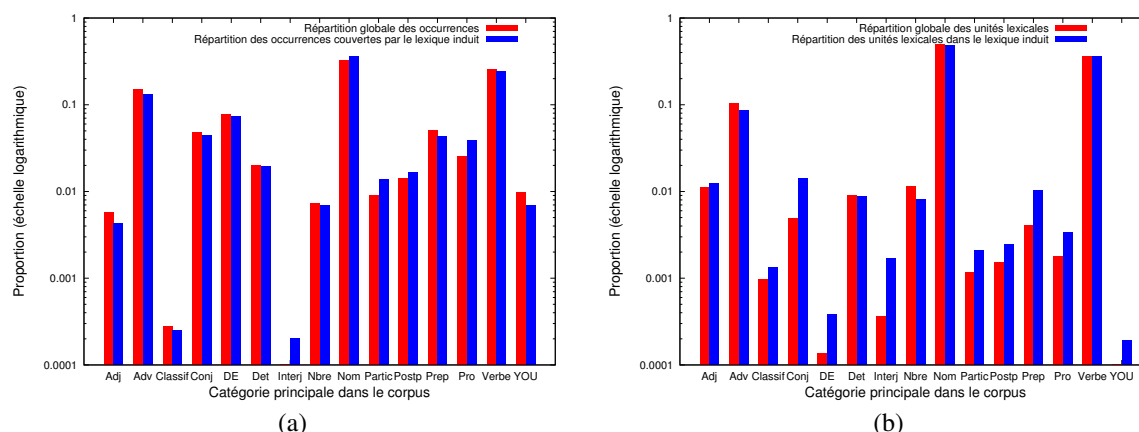 Répartition globale des occurrences
Répartition des occurrences couvertes par le lexique induit
Proportion (échelle logarithmique)
1
0.1
0.01
0.001
0.0001
Adj Adv Classif Conj DE Det Interj Nbre Nom Partic Postp Prep Pro Verbe YOU
Catégorie principale dans le corpus
(a)
Répartition globale des unités lexicales
Répartition des unités lexicales dans le lexique induit
Proportion (échelle logarithmique)
1
0.1
0.01
0.001
0.0001
Adj Adv Classif Conj DE Det Interj Nbre Nom Partic Postp Prep Pro Verbe YOU
Catégorie principale dans le corpus
(b)